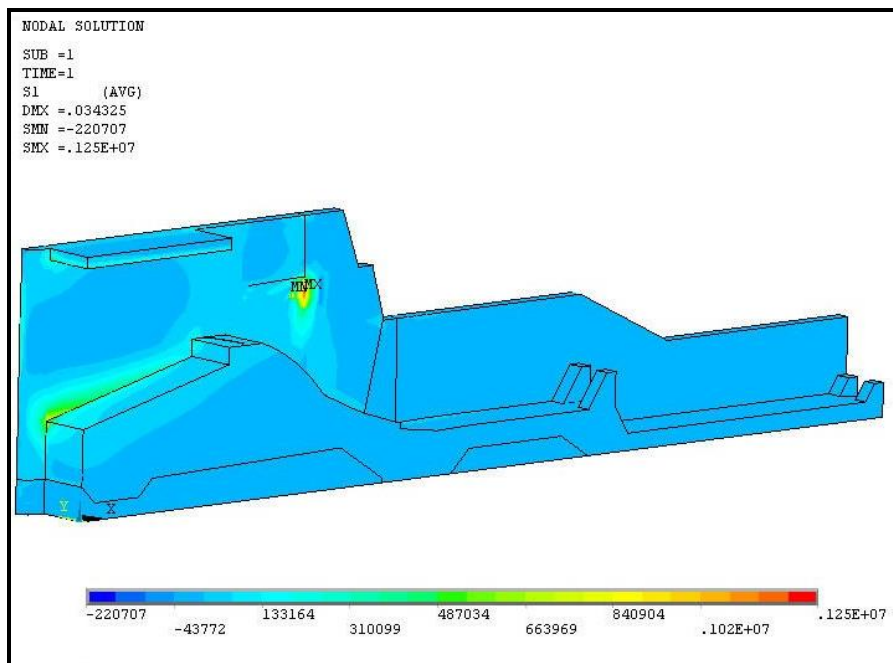 NODAL SOLUTION
SUB =1
TIME=1
S1 (AVG)
DMX =.034325
SMN =-220707
SMX =.125E+07
MN MX
Y X
-220707 133164 487034 840904 .125E+07
-43772 310099 663969 .102E+07